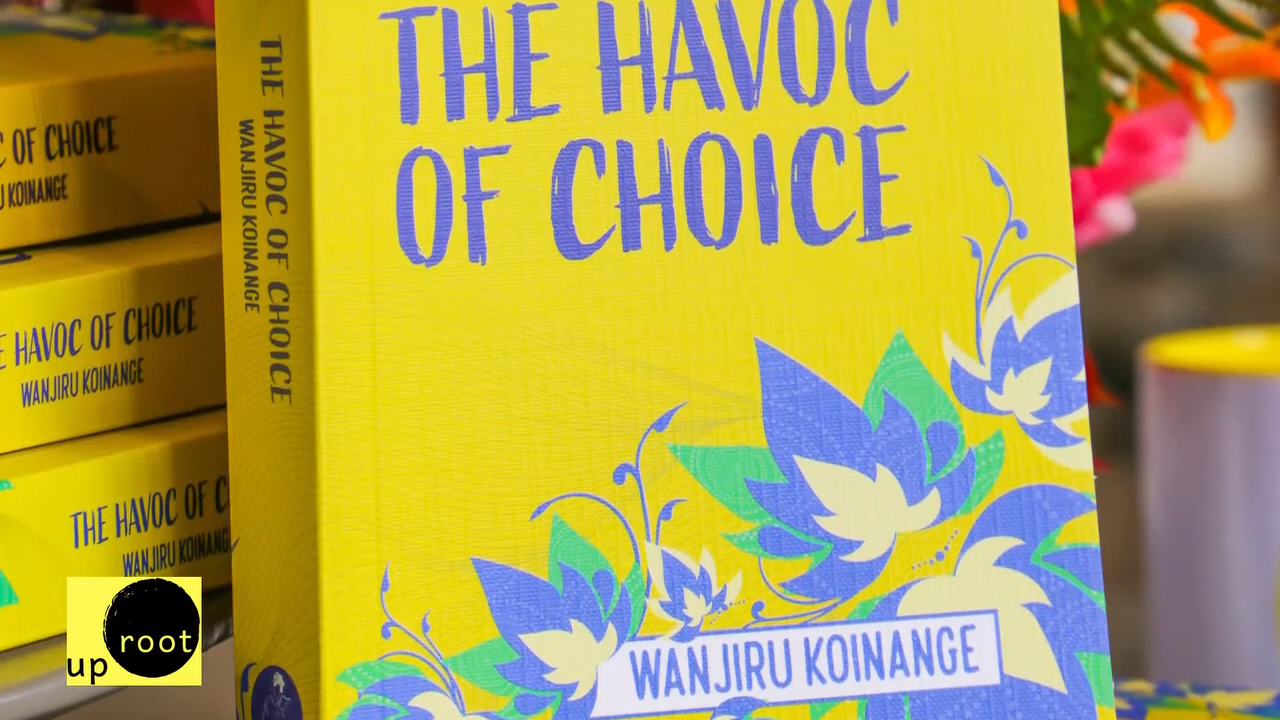 THE HAVOC
OF CHOICE
WANJIRU KOINANGE
THE HAVOC OF CHOICE
WANJIRU KOINANGE
OF CHOICE
KOINANGE
HAVOC OF CHOICE
WANJIRU KOINANGE
THE HAVOC OF
WANJIRU KOINANG
up root